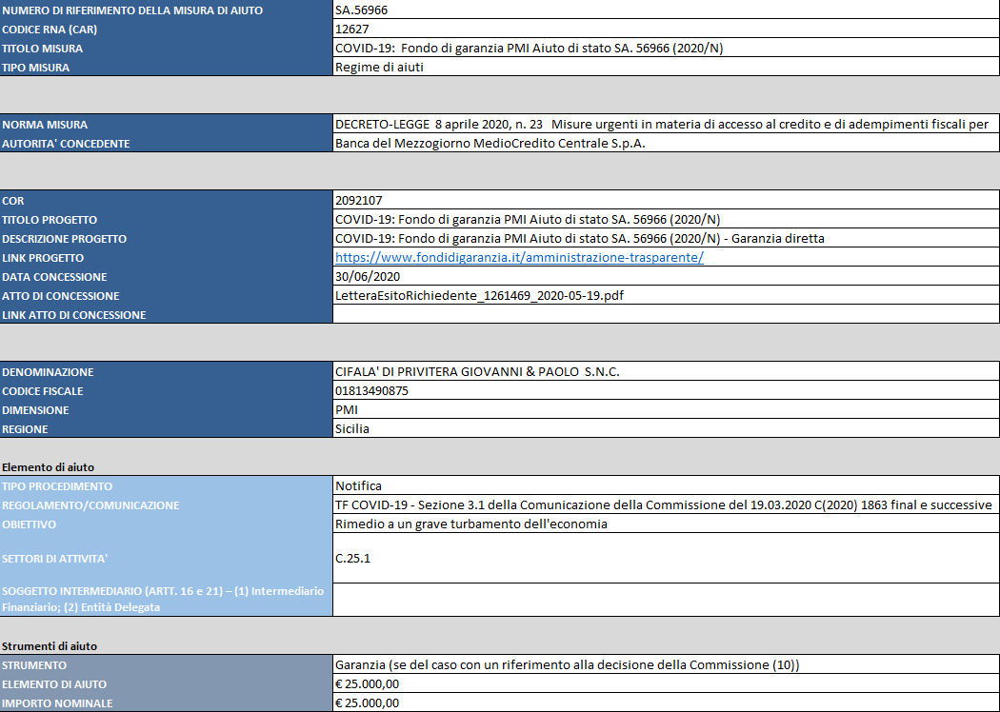 NUMERO DI RIFERIMENTO DELLA MISURA DI AIUTO SA.56966
CODICE RNA (CAR) 12627
TITOLO MISURA COVID-19:  Fondo di garanzia PMI Aiuto di stato SA. 56966 (2020/N)
TIPO MISURA Regime di aiuti
NORMA MISURA DECRETO-LEGGE  8 aprile 2020, n. 23   Misure urgenti in materia di accesso al credito e di adempimenti fiscali per
AUTORITA' CONCEDENTE Banca del Mezzogiorno MedioCredito Centrale S.p.A.
COR 2092107
TITOLO PROGETTO COVID-19: Fondo di garanzia PMI Aiuto di stato SA. 56966 (2020/N)
DESCRIZIONE PROGETTO COVID-19: Fondo di garanzia PMI Aiuto di stato SA. 56966 (2020/N) - Garanzia diretta
LINK PROGETTO https://www.fondidigaranzia.it/amministrazione-trasparente/
DATA CONCESSIONE 30/06/2020
ATTO DI CONCESSIONE LetteraEsitoRichiedente_1261469_2020-05-19.pdf
LINK ATTO DI CONCESSIONE
DENOMINAZIONE CIFALA' DI PRIVITERA GIOVANNI & PAOLO  S.N.C.
CODICE FISCALE 01813490875
DIMENSIONE PMI
REGIONE Sicilia
Elemento di aiuto
TIPO PROCEDIMENTO Notifica
REGOLAMENTO/COMUNICAZIONE TF COVID-19 - Sezione 3.1 della Comunicazione della Commissione del 19.03.2020 C(2020) 1863 final e successive
OBIETTIVO Rimedio a un grave turbamento dell'economia
SETTORI DI ATTIVITA' C.25.1
SOGGETTO INTERMEDIARIO (ARTT. 16 e 21) – (1) Intermediario
Finanziario; (2) Entità Delegata
Strumenti di aiuto
STRUMENTO Garanzia (se del caso con un riferimento alla decisione della Commissione (10))
ELEMENTO DI AIUTO € 25.000,00
IMPORTO NOMINALE € 25.000,00